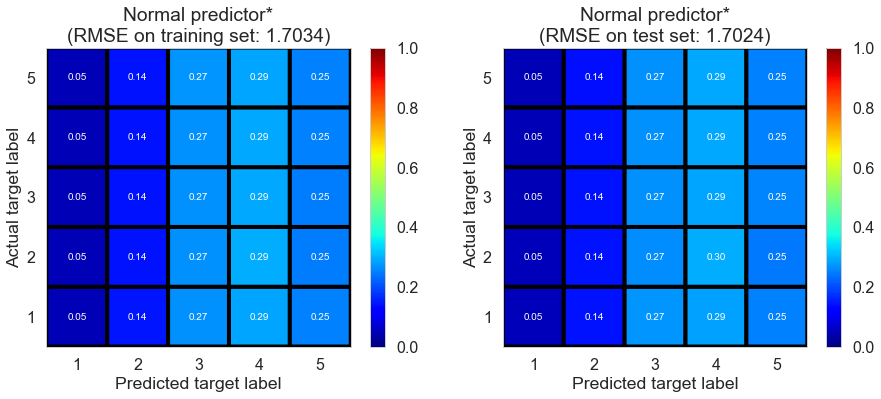 Normal predictor*
(RMSE on training set: 1.7034)
Actual target label
5 0.05 0.14 0.27 0.29 0.25
4 0.05 0.14 0.27 0.29 0.25
3 0.05 0.14 0.27 0.29 0.25
2 0.05 0.14 0.27 0.29 0.25
1 0.05 0.14 0.27 0.29 0.25
1 2 3 4 5
Predicted target label
1.0
0.8
0.6
0.4
0.2
0.0
Normal predictor*
(RMSE on test set: 1.7024)
Actual target label
5 0.05 0.14 0.27 0.29 0.25
4 0.05 0.14 0.27 0.29 0.25
3 0.05 0.14 0.27 0.29 0.25
2 0.05 0.14 0.27 0.30 0.25
1 0.05 0.14 0.27 0.29 0.25
1 2 3 4 5
Predicted target label
1.0
0.8
0.6
0.4
0.2
0.0